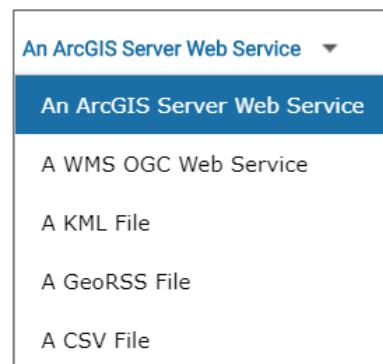 An ArcGIS Server Web Service
An ArcGIS Server Web Service
A WMS OGC Web Service
A KML File
A GeoRSS File
A CSV File